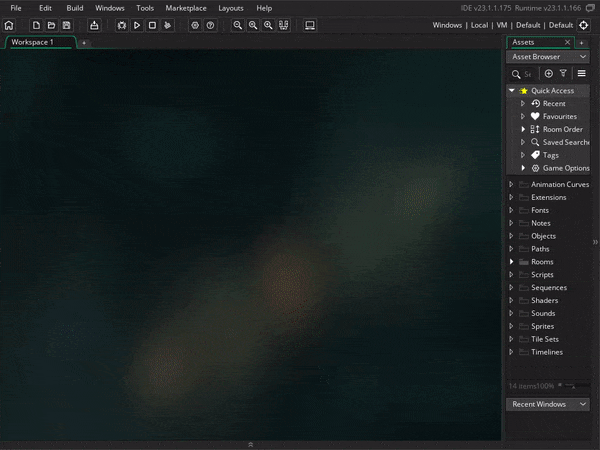 File Edit Build Windows Tools Marketplace Layouts Help IDE v23.1.1.175 Runtime v23.1.1.166
Windows | Local | VM | Default | Default
Workspace 1
Assets
Asset Browser
Quick Access
Recent
Favourites
Room Order
Saved Searche
Tags
Game Options
Animation Curves
Extensions
Fonts
Notes
Objects
Paths
Rooms
Scripts
Sequences
Shaders
Sounds
Sprites
Tile Sets
Timelines
14 items 100%
Recent Windows